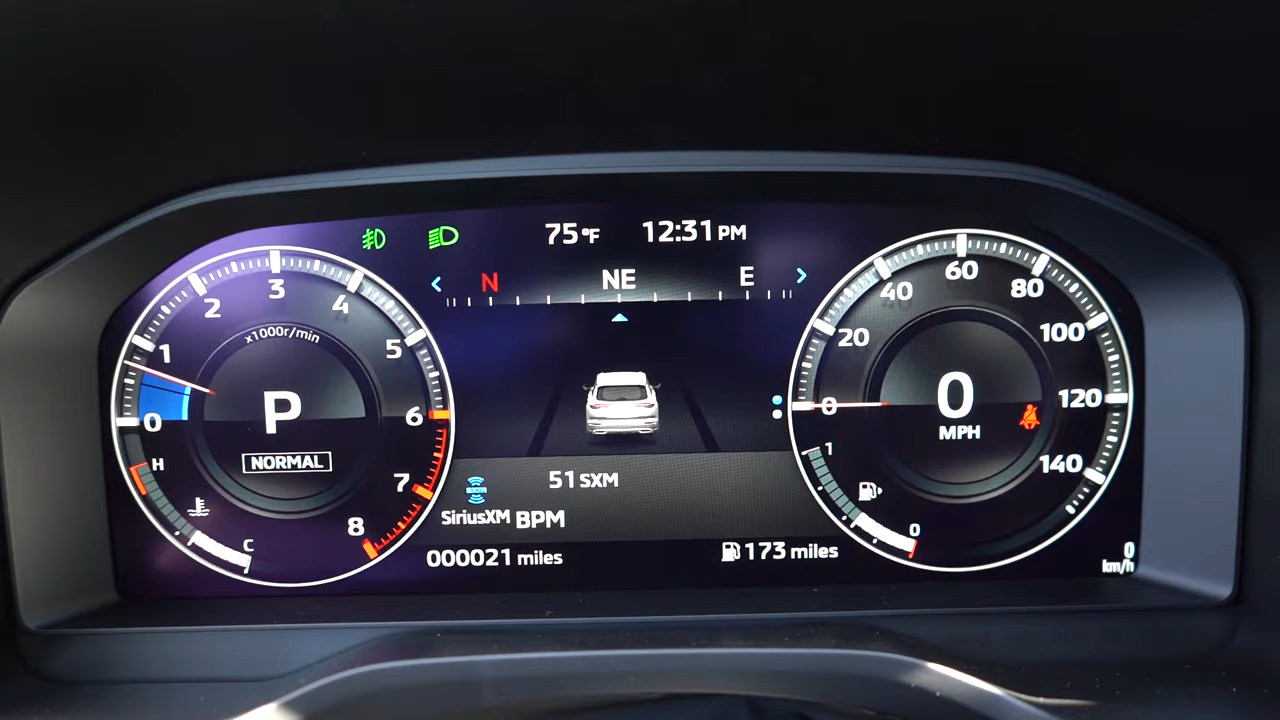 75°F 12:31 PM
N NE E
0 1 2 3 4 5 6 7 8
x1000r/min
P
NORMAL
H
C
0 20 40 60 80 100 120 140
0
MPH
1
0
51 SXM
SiriusXM BPM
000021 miles
173 miles
0
km/h